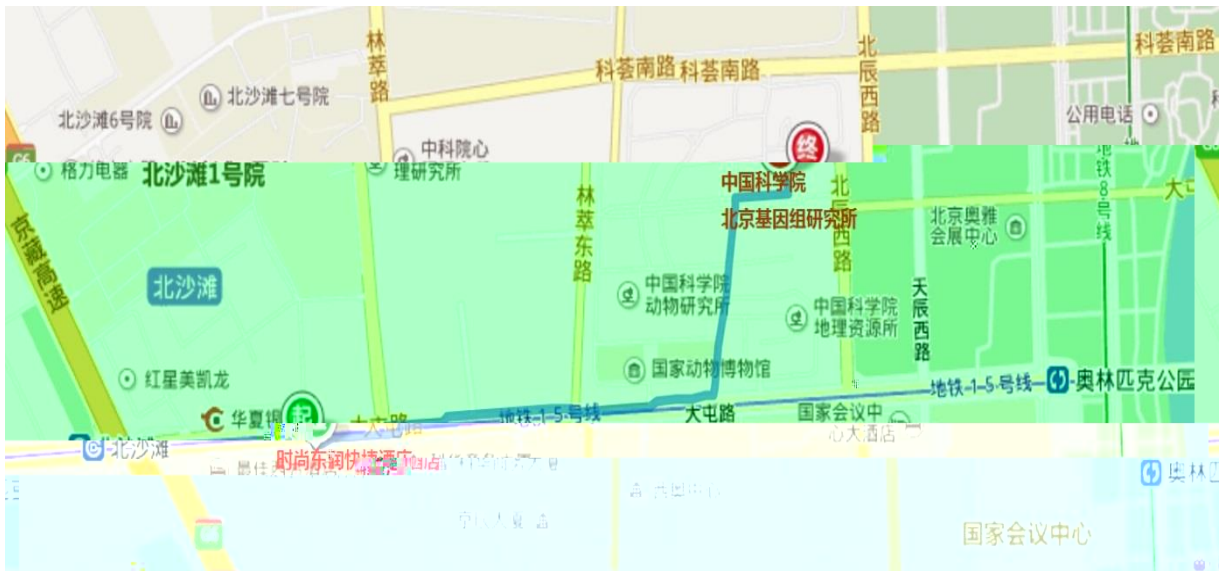 林萃路
科荟南路
科荟南路
北辰西路
科荟南路
北沙滩七号院
北沙滩6号院
公用电话
中科院心
理研究所
终
格力电器
北沙滩1号院
中国科学院
北京基因组研究所
北辰西路
地铁8号线
大屯
林萃东路
北京奥雅
会展中心
京藏高速
北沙滩
中国科学院
动物研究所
中国科学院
地理资源所
天辰西路
国家动物博物馆
红星美凯龙
地铁-1-5-号线
奥林匹克公园
起
华夏银
大屯路
地铁-1-5-号线
大屯路
国家会议中
心大酒店
北沙滩
时尚东润快捷酒店
最佳
奥林匹
国家会议中心